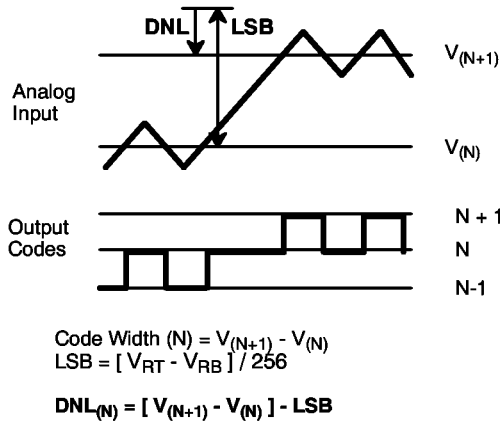 DNL LSB
V(N+1)
Analog
Input
V(N)
N + 1
Output
Codes
N
N-1
Code Width (N) = V(N+1) - V(N)
LSB = [ VRT - VRB ] / 256
DNL(N) = [ V(N+1) - V(N) ] - LSB